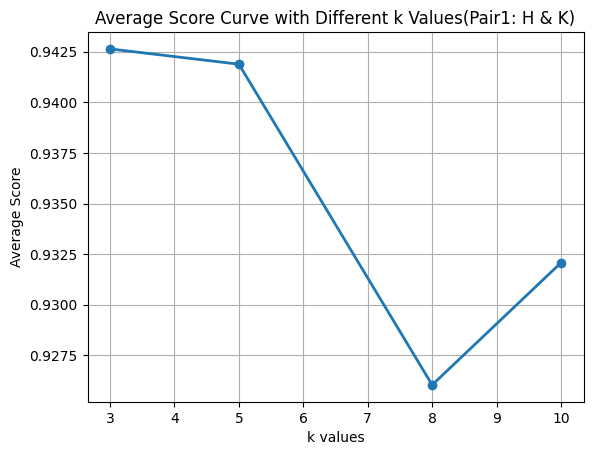 Average Score Curve with Different k Values(Pair1: H & K)
0.9425
0.9400
0.9375
0.9350
0.9325
0.9300
0.9275
Average Score
3 4 5 6 7 8 9 10
k values